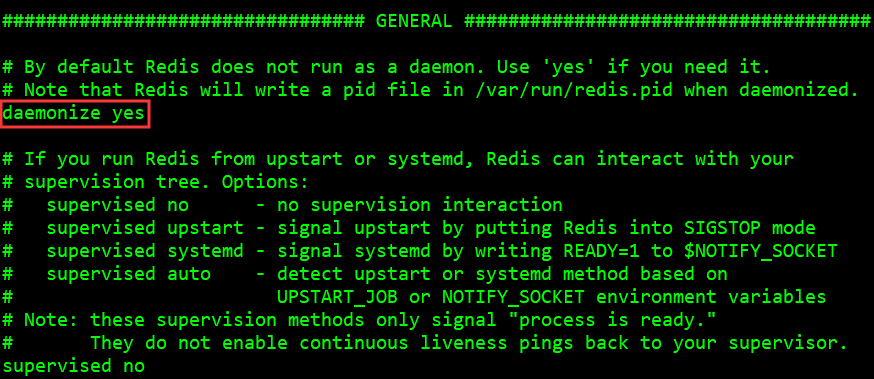 ################################# GENERAL #####################################
# By default Redis does not run as a daemon. Use 'yes' if you need it.
# Note that Redis will write a pid file in /var/run/redis.pid when daemonized.
daemonize yes
# If you run Redis from upstart or systemd, Redis can interact with your
# supervision tree. Options:
#   supervised no      - no supervision interaction
#   supervised upstart - signal upstart by putting Redis into SIGSTOP mode
#   supervised systemd - signal systemd by writing READY=1 to $NOTIFY_SOCKET
#   supervised auto    - detect upstart or systemd method based on
#                        UPSTART_JOB or NOTIFY_SOCKET environment variables
# Note: these supervision methods only signal "process is ready."
#       They do not enable continuous liveness pings back to your supervisor.
supervised no